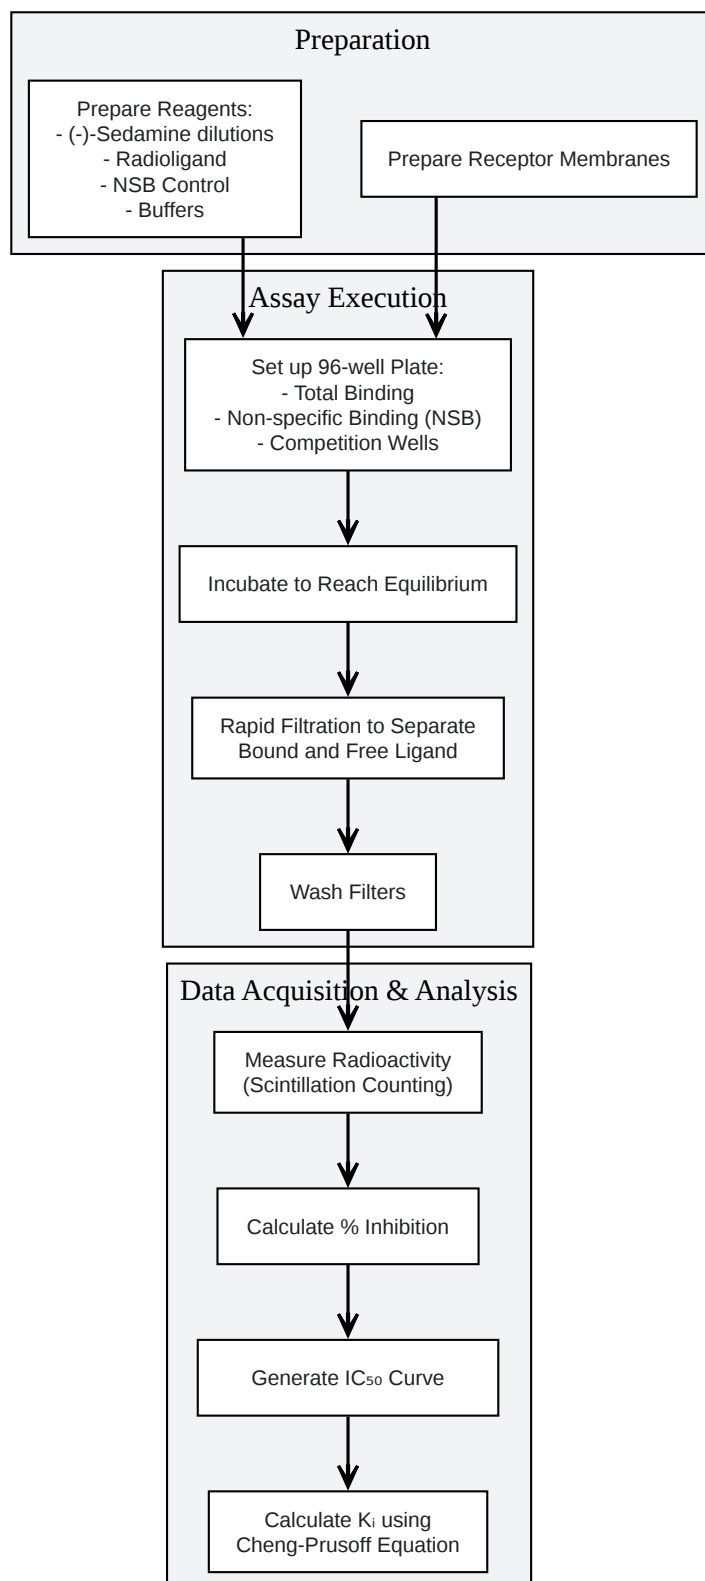 Preparation
Prepare Reagents:
- (-)-Sedamine dilutions
- Radioligand
- NSB Control
- Buffers
Prepare Receptor Membranes
Assay Execution
Set up 96-well Plate:
- Total Binding
- Non-specific Binding (NSB)
- Competition Wells
Incubate to Reach Equilibrium
Rapid Filtration to Separate
Bound and Free Ligand
Wash Filters
Data Acquisition & Analysis
Measure Radioactivity
(Scintillation Counting)
Calculate % Inhibition
Generate IC₅₀ Curve
Calculate Kᵢ using
Cheng-Prusoff Equation